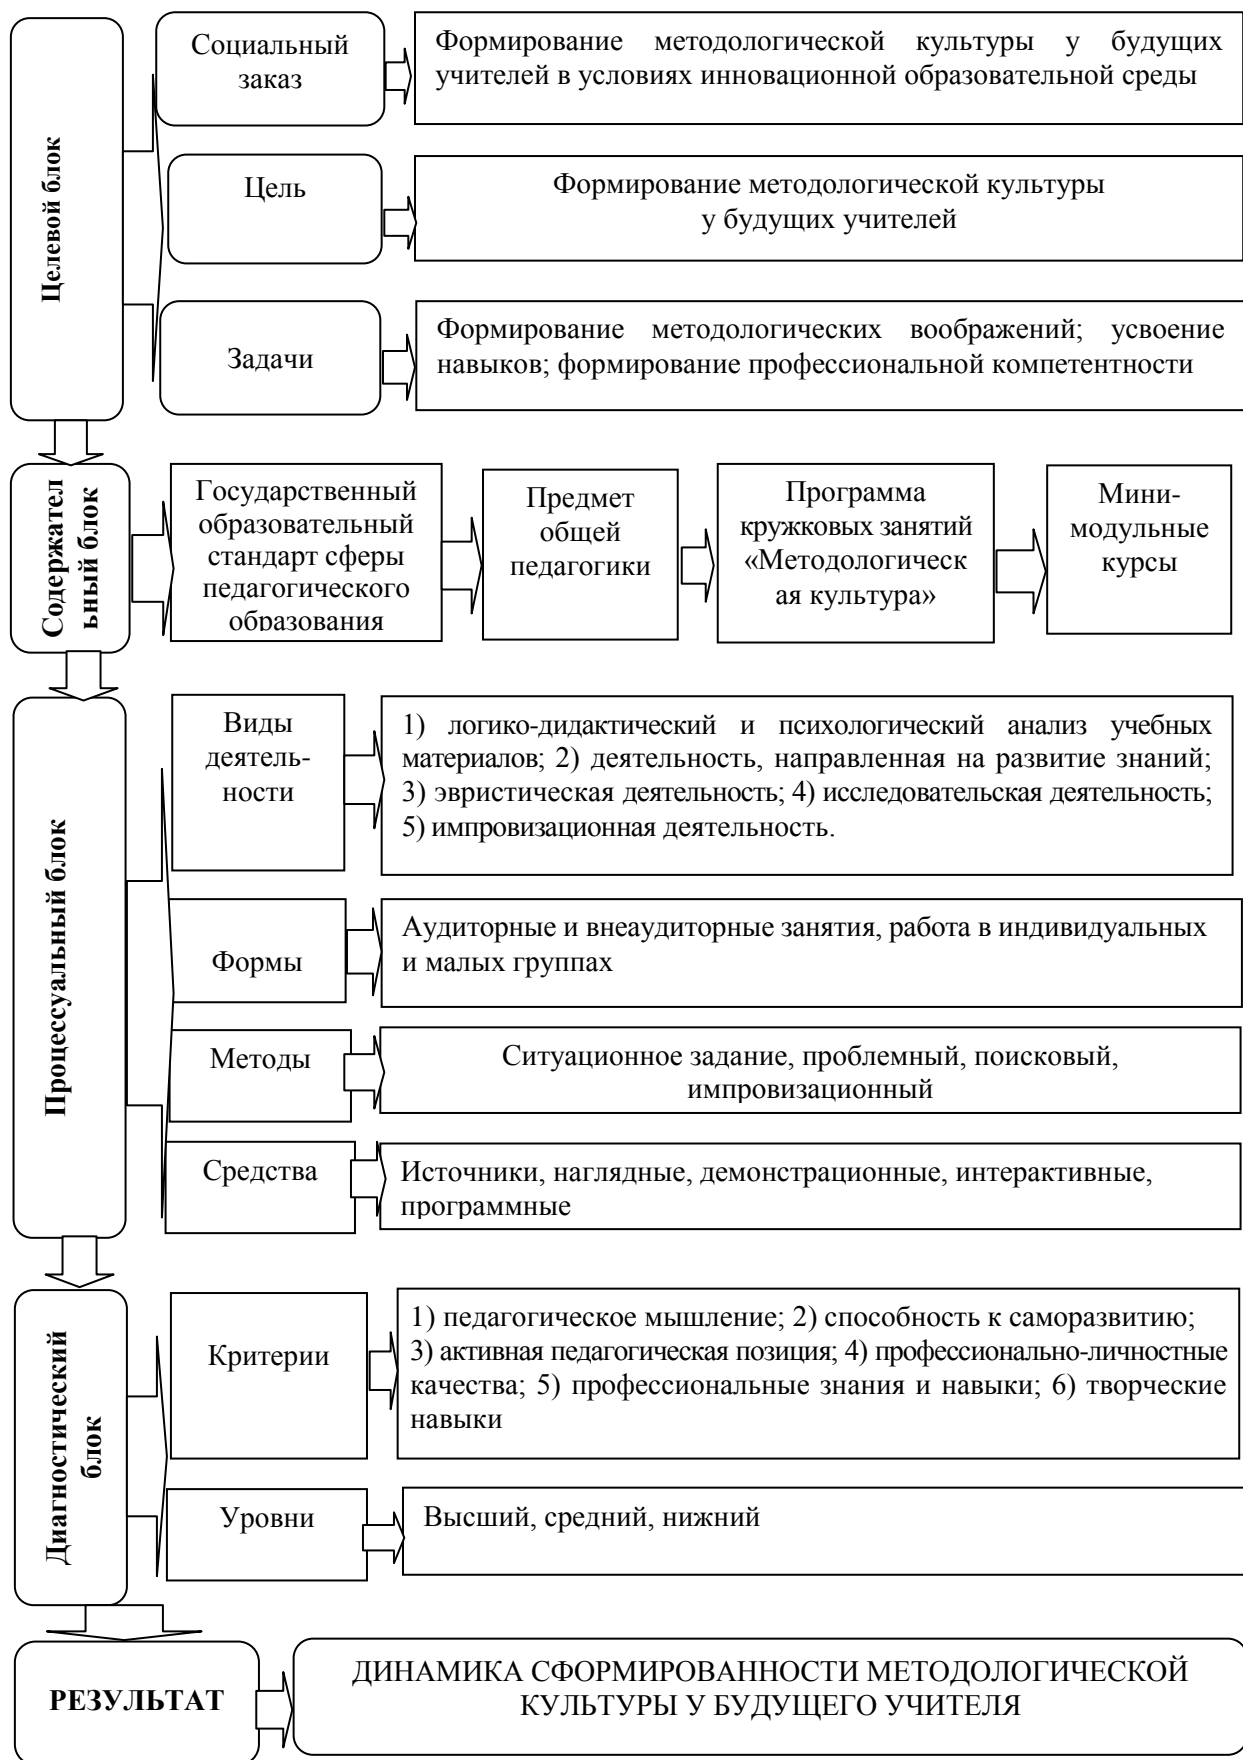 Целевой блок
Социальный
заказ
Формирование методологической культуры у будущих
учителей в условиях инновационной образовательной среды
Цель
Формирование методологической культуры
у будущих учителей
Задачи
Формирование методологических воображений; усвоение
навыков; формирование профессиональной компетентности
Содержател
ьный блок
Государственный
образовательный
стандарт сферы
педагогического
образования
Предмет
общей
педагогики
Программа
кружковых занятий
«Методологическ
ая культура»
Мини-
модульные
курсы
Процессуальный блок
Виды
деятель-
ности
1) логико-дидактический и психологический анализ учебных
материалов; 2) деятельность, направленная на развитие знаний;
3) эвристическая деятельность; 4) исследовательская деятельность;
5) импровизационная деятельность.
Формы
Аудиторные и внеаудиторные занятия, работа в индивидуальных
и малых группах
Методы
Ситуационное задание, проблемный, поисковый,
импровизационный
Средства
Источники, наглядные, демонстрационные, интерактивные,
программные
Диагностический
блок
Критерии
1) педагогическое мышление; 2) способность к саморазвитию;
3) активная педагогическая позиция; 4) профессионально-личностные
качества; 5) профессиональные знания и навыки; 6) творческие
навыки
Уровни
Высший, средний, нижний
РЕЗУЛЬТАТ
ДИНАМИКА СФОРМИРОВАННОСТИ МЕТОДОЛОГИЧЕСКОЙ
КУЛЬТУРЫ У БУДУЩЕГО УЧИТЕЛЯ